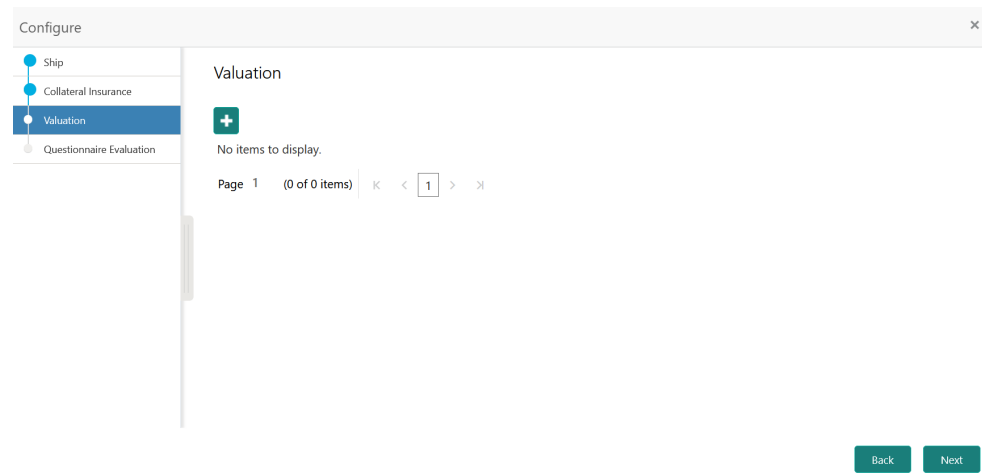 Configure
×
Ship
Collateral Insurance
Valuation
Questionnaire Evaluation
Valuation
+
No items to display.
Page 1 (0 of 0 items) K < 1 > >|
Back Next